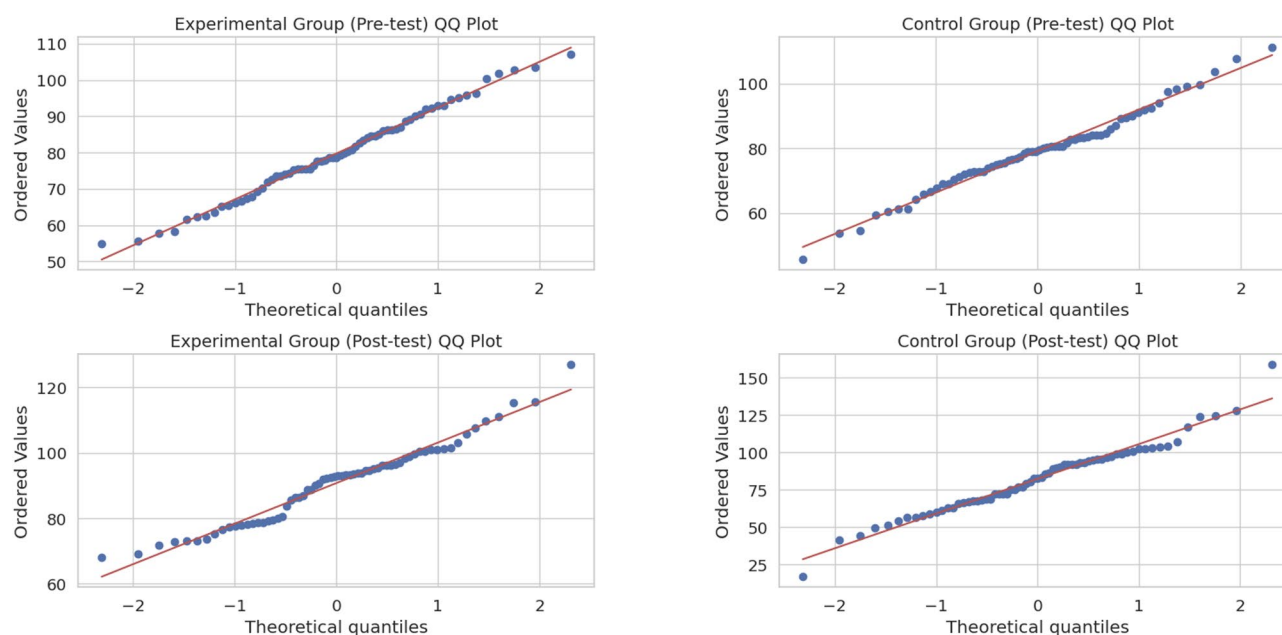 Experimental Group (Pre-test) QQ Plot
110
100
90
80
70
60
50
Ordered Values
−2 −1 0 1 2
Theoretical quantiles
Control Group (Pre-test) QQ Plot
100
80
60
Ordered Values
−2 −1 0 1 2
Theoretical quantiles
Experimental Group (Post-test) QQ Plot
120
100
80
60
Ordered Values
−2 −1 0 1 2
Theoretical quantiles
Control Group (Post-test) QQ Plot
150
125
100
75
50
25
Ordered Values
−2 −1 0 1 2
Theoretical quantiles